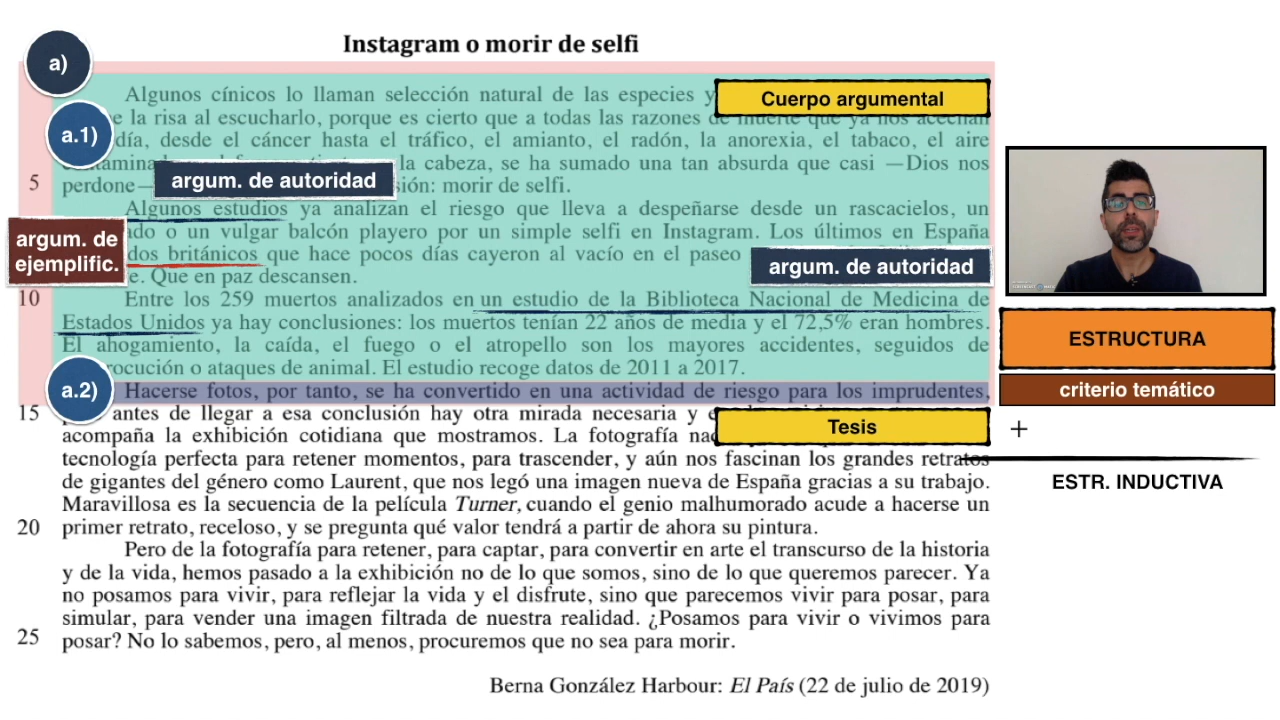 Instagram o morir de selfi
a)
Cuerpo argumental
Algunos cínicos lo llaman selección natural de las especies y
a.1)
e la risa al escucharlo, porque es cierto que a todas las razones de muerte que ya nos acechan
día, desde el cáncer hasta el tráfico, el amianto, el radón, la anorexia, el tabaco, el aire
la cabeza, se ha sumado una tan absurda que casi —Dios nos
argum. de autoridad
5 perdone— sión: morir de selfi.
Algunos estudios ya analizan el riesgo que lleva a despeñarse desde un rascacielos, un
ado o un vulgar balcón playero por un simple selfi en Instagram. Los últimos en España
argum. de ejemplific.
dos británicos que hace pocos días cayeron al vacío en el paseo
argum. de autoridad
e. Que en paz descansen.
10 Entre los 259 muertos analizados en un estudio de la Biblioteca Nacional de Medicina de
Estados Unidos ya hay conclusiones: los muertos tenían 22 años de media y el 72,5% eran hombres.
El ahogamiento, la caída, el fuego o el atropello son los mayores accidentes, seguidos de
rocución o ataques de animal. El estudio recoge datos de 2011 a 2017.
a.2)
Hacerse fotos, por tanto, se ha convertido en una actividad de riesgo para los imprudentes,
15 antes de llegar a esa conclusión hay otra mirada necesaria y
Tesis
acompaña la exhibición cotidiana que mostramos. La fotografía nac
tecnología perfecta para retener momentos, para trascender, y aún nos fascinan los grandes retratos
de gigantes del género como Laurent, que nos legó una imagen nueva de España gracias a su trabajo.
Maravillosa es la secuencia de la película Turner, cuando el genio malhumorado acude a hacerse un
20 primer retrato, receloso, y se pregunta qué valor tendrá a partir de ahora su pintura.
Pero de la fotografía para retener, para captar, para convertir en arte el transcurso de la historia
y de la vida, hemos pasado a la exhibición no de lo que somos, sino de lo que queremos parecer. Ya
no posamos para vivir, para reflejar la vida y el disfrute, sino que parecemos vivir para posar, para
simular, para vender una imagen filtrada de nuestra realidad. ¿Posamos para vivir o vivimos para
25 posar? No lo sabemos, pero, al menos, procuremos que no sea para morir.
Berna González Harbour: El País (22 de julio de 2019)
ESTRUCTURA
criterio temático
+
ESTR. INDUCTIVA